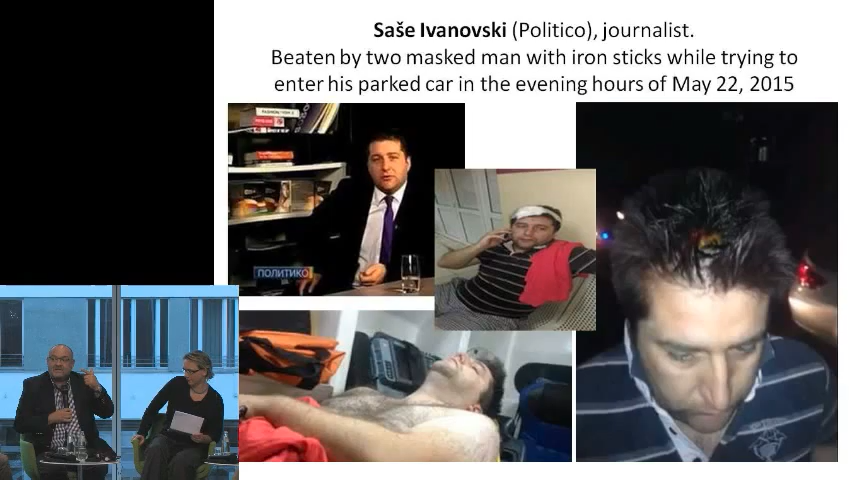 Saše Ivanovski (Politico), journalist.
Beaten by two masked man with iron sticks while trying to
enter his parked car in the evening hours of May 22, 2015
ПОЛИТИКО